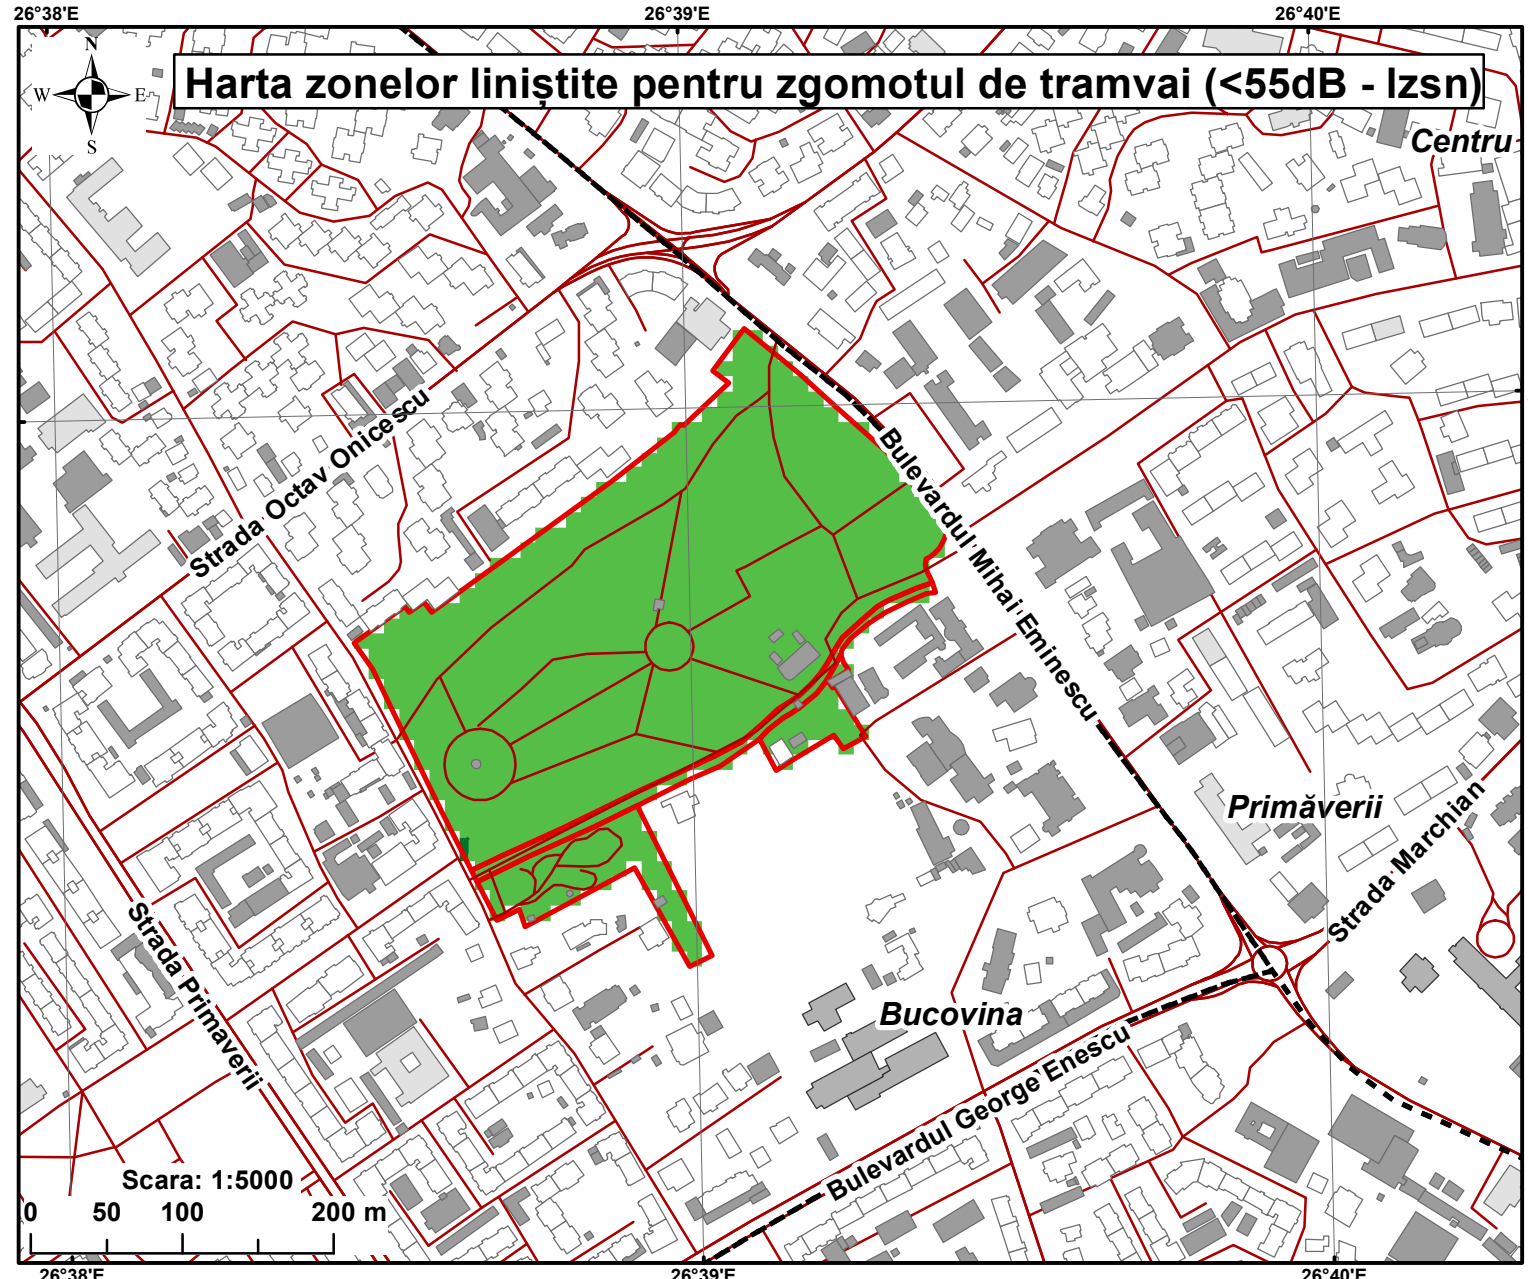 26°38'E
26°39'E
26°40'E
N
W
E
S
Harta zonelor liniștite pentru zgomotul de tramvai (<55dB - lzsn)
Centru
Strada Octav Onicescu
Bulevardul Mihai Eminescu
Primăverii
Strada Marchian
Strada Primaverii
Bucovina
Bulevardul George Enescu
Scara: 1:5000
0 50 100 200 m
26°38'E
26°39'E
26°40'E